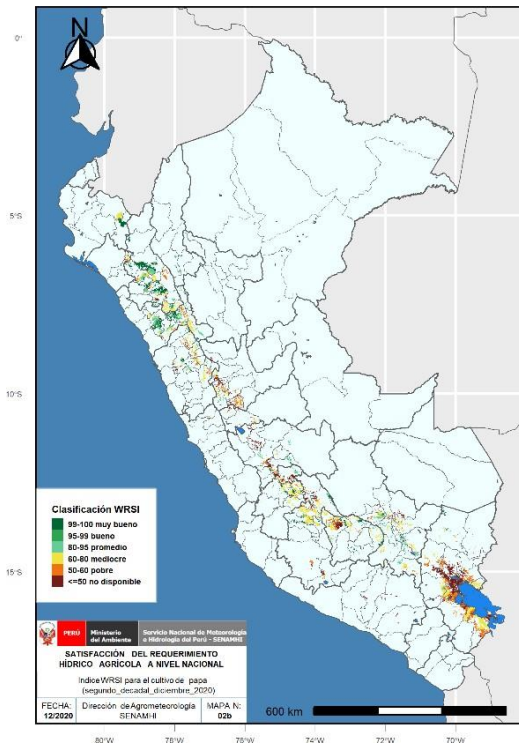 N
0°
5°S
10°S
15°S
Clasificación WRSI
99-100 muy bueno
95-99 bueno
80-95 promedio
60-80 mediocre
50-60 pobre
<=50 no disponible
PERÚ
Ministerio
del Ambiente
Servicio Nacional de Meteorología
e Hidrología del Perú - SENAMHI
SATISFACCIÓN DEL REQUERIMIENTO
HÍDRICO AGRÍCOLA A NIVEL NACIONAL
Indice WRSI para el cultivo de papa
(segundo_decadal_diciembre_2020)
FECHA:
12/2020
Dirección de Agrometeorología
SENAMHI
MAPA N:
02b
600 km
80°W
78°W
76°W
74°W
72°W
70°W